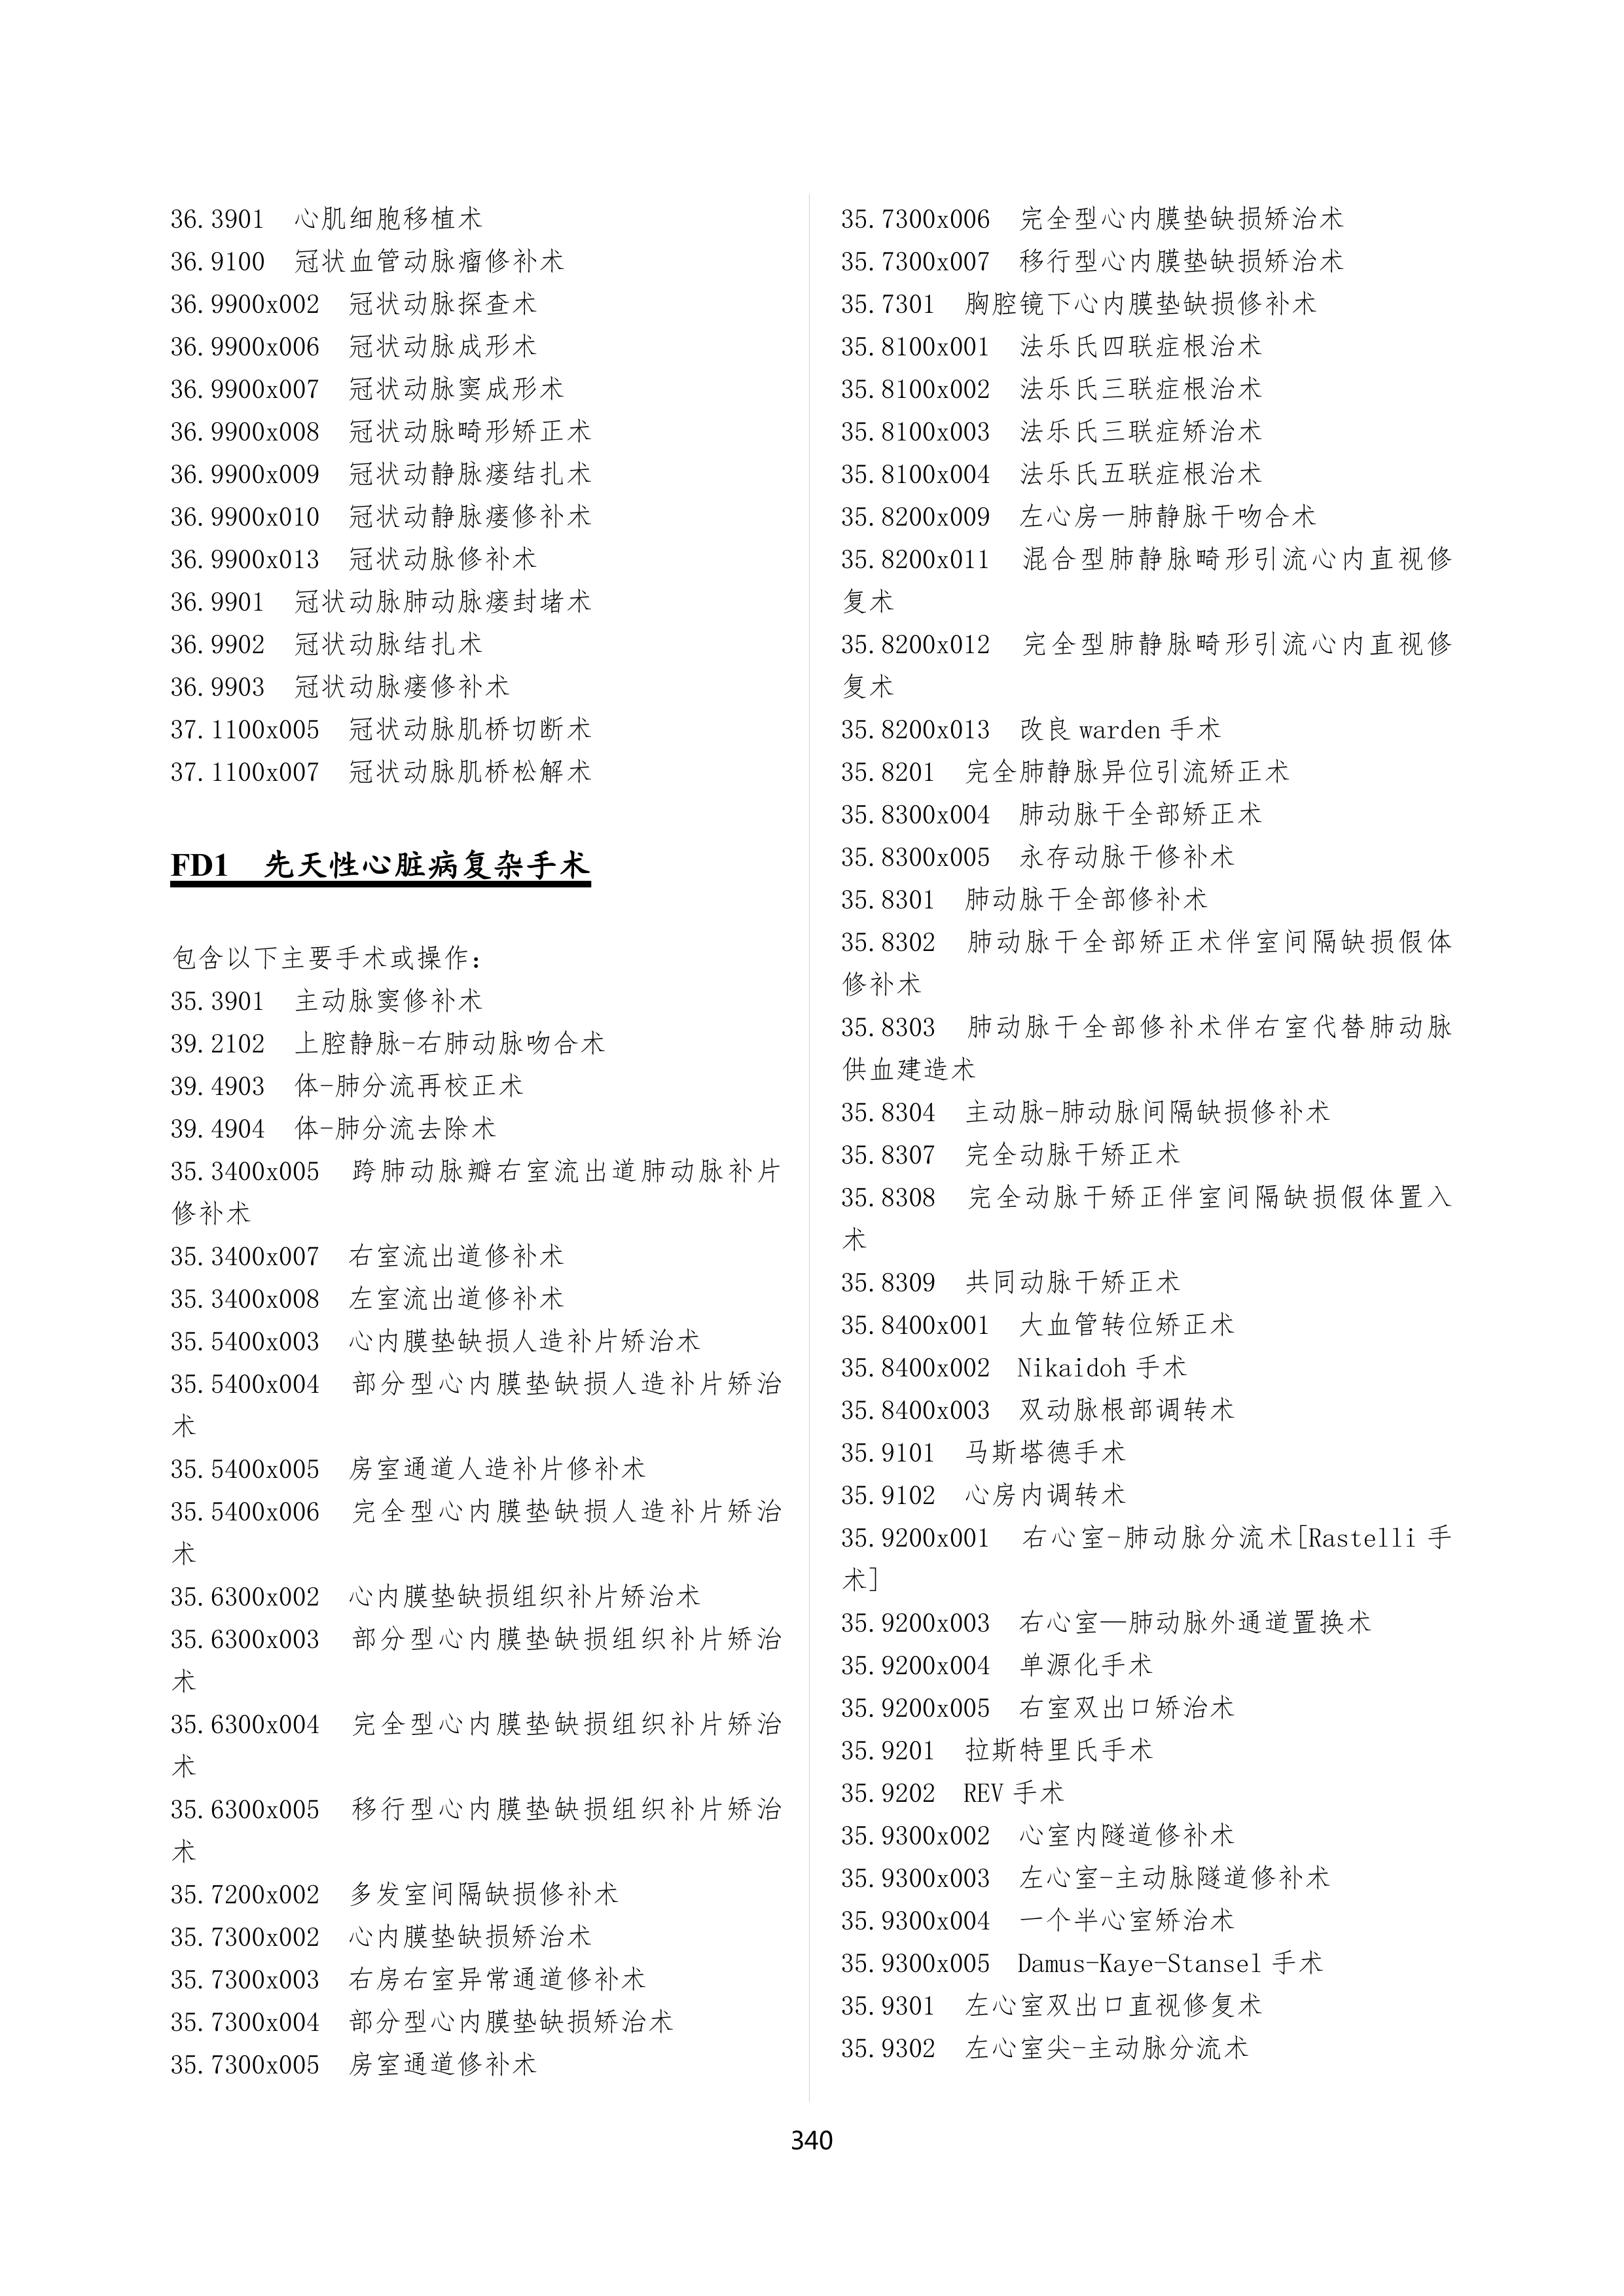 36.3901 心肌细胞移植术
36.9100 冠状血管动脉瘤修补术
36.9900x002 冠状动脉探查术
36.9900x006 冠状动脉成形术
36.9900x007 冠状动脉窦成形术
36.9900x008 冠状动脉畸形矫正术
36.9900x009 冠状动静脉瘘结扎术
36.9900x010 冠状动静脉瘘修补术
36.9900x013 冠状动脉修补术
36.9901 冠状动脉肺动脉瘘封堵术
36.9902 冠状动脉结扎术
36.9903 冠状动脉瘘修补术
37.1100x005 冠状动脉肌桥切断术
37.1100x007 冠状动脉肌桥松解术
FD1 先天性心脏病复杂手术
包含以下主要手术或操作：
35.3901 主动脉窦修补术
39.2102 上腔静脉-右肺动脉吻合术
39.4903 体-肺分流再校正术
39.4904 体-肺分流去除术
35.3400x005 跨肺动脉瓣右室流出道肺动脉补片
修补术
35.3400x007 右室流出道修补术
35.3400x008 左室流出道修补术
35.5400x003 心内膜垫缺损人造补片矫治术
35.5400x004 部分型心内膜垫缺损人造补片矫治
术
35.5400x005 房室通道人造补片修补术
35.5400x006 完全型心内膜垫缺损人造补片矫治
术
35.6300x002 心内膜垫缺损组织补片矫治术
35.6300x003 部分型心内膜垫缺损组织补片矫治
术
35.6300x004 完全型心内膜垫缺损组织补片矫治
术
35.6300x005 移行型心内膜垫缺损组织补片矫治
术
35.7200x002 多发室间隔缺损修补术
35.7300x002 心内膜垫缺损矫治术
35.7300x003 右房右室异常通道修补术
35.7300x004 部分型心内膜垫缺损矫治术
35.7300x005 房室通道修补术
35.7300x006 完全型心内膜垫缺损矫治术
35.7300x007 移行型心内膜垫缺损矫治术
35.7301 胸腔镜下心内膜垫缺损修补术
35.8100x001 法乐氏四联症根治术
35.8100x002 法乐氏三联症根治术
35.8100x003 法乐氏三联症矫治术
35.8100x004 法乐氏五联症根治术
35.8200x009 左心房一肺静脉干吻合术
35.8200x011 混合型肺静脉畸形引流心内直视修
复术
35.8200x012 完全型肺静脉畸形引流心内直视修
复术
35.8200x013 改良 warden 手术
35.8201 完全肺静脉异位引流矫正术
35.8300x004 肺动脉干全部矫正术
35.8300x005 永存动脉干修补术
35.8301 肺动脉干全部修补术
35.8302 肺动脉干全部矫正术伴室间隔缺损假体
修补术
35.8303 肺动脉干全部修补术伴右室代替肺动脉
供血建造术
35.8304 主动脉-肺动脉间隔缺损修补术
35.8307 完全动脉干矫正术
35.8308 完全动脉干矫正伴室间隔缺损假体置入
术
35.8309 共同动脉干矫正术
35.8400x001 大血管转位矫正术
35.8400x002 Nikaidoh 手术
35.8400x003 双动脉根部调转术
35.9101 马斯塔德手术
35.9102 心房内调转术
35.9200x001 右心室-肺动脉分流术[Rastelli 手
术]
35.9200x003 右心室—肺动脉外通道置换术
35.9200x004 单源化手术
35.9200x005 右室双出口矫治术
35.9201 拉斯特里氏手术
35.9202 REV 手术
35.9300x002 心室内隧道修补术
35.9300x003 左心室-主动脉隧道修补术
35.9300x004 一个半心室矫治术
35.9300x005 Damus-Kaye-Stansel 手术
35.9301 左心室双出口直视修复术
35.9302 左心室尖-主动脉分流术
340